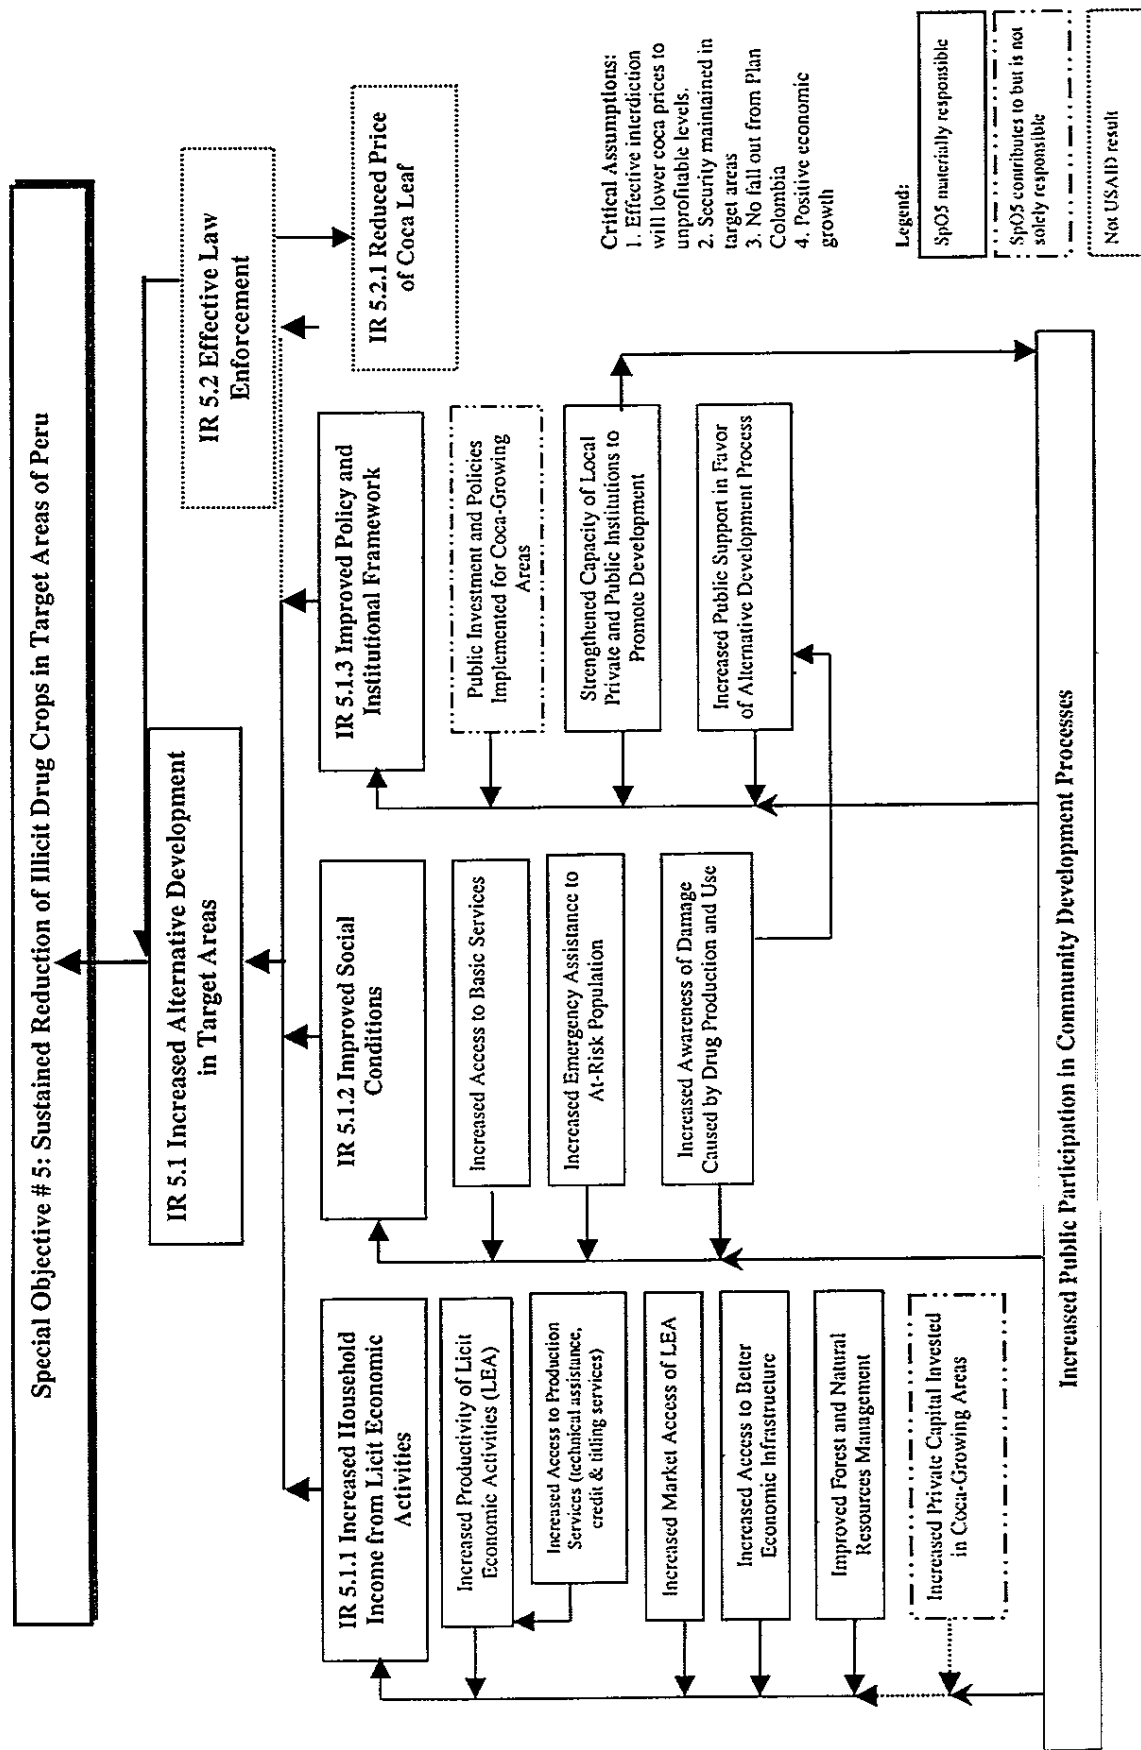 Special Objective # 5: Sustained Reduction of Illicit Drug Crops in Target Areas of Peru
IR 5.1 Increased Alternative Development
in Target Areas
IR 5.2 Effective Law
Enforcement
IR 5.2.1 Reduced Price
of Coca Leaf
IR 5.1.1 Increased Household
Income from Licit Economic
Activities
Increased Productivity of Licit
Economic Activities (LEA)
Increased Access to Production
Services (technical assistance,
credit & titling services)
Increased Market Access of LEA
Increased Access to Better
Economic Infrastructure
Improved Forest and Natural
Resources Management
Increased Private Capital Invested
in Coca-Growing Areas
IR 5.1.2 Improved Social
Conditions
Increased Access to Basic Services
Increased Emergency Assistance to
At-Risk Population
Increased Awareness of Damage
Caused by Drug Production and Use
IR 5.1.3 Improved Policy and
Institutional Framework
Public Investment and Policies
Implemented for Coca-Growing
Areas
Strengthened Capacity of Local
Private and Public Institutions to
Promote Development
Increased Public Support in Favor
of Alternative Development Process
Increased Public Participation in Community Development Processes
Critical Assumptions:
1. Effective interdiction
will lower coca prices to
unprofitable levels.
2. Security maintained in
target areas
3. No fall out from Plan
Colombia
4. Positive economic
growth
Legend:
SpO5 materially responsible
SpO5 contributes to but is not
solely responsible
Not USAID result